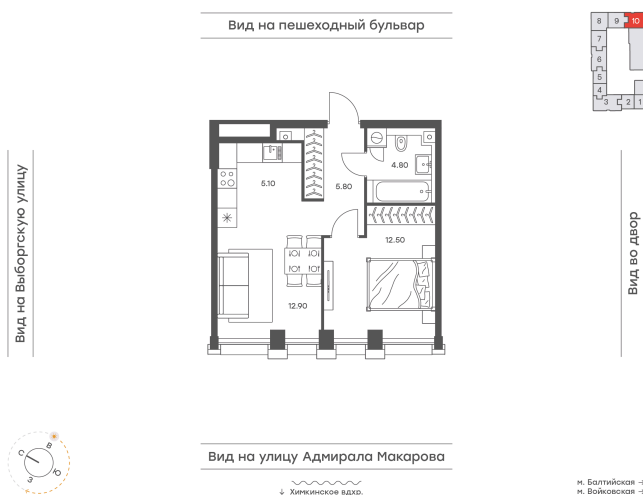 Вид на пешеходный бульвар
8 9 10
7
6
5
4
3 2 1
Вид на Выборгскую улицу
Вид во двор
5.10
5.80
4.80
12.50
12.90
Вид на улицу Адмирала Макарова
↓ Химкинское вдхр.
С В Ю З
м. Балтийская
м. Войковская